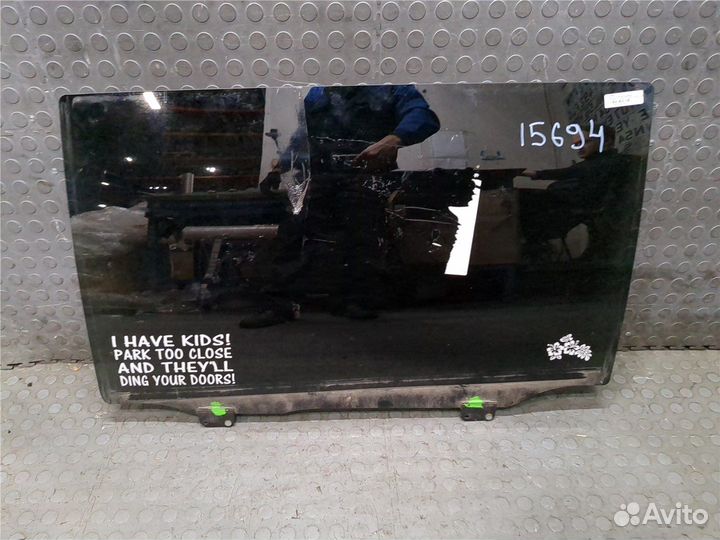 15694
I HAVE KIDS!
PARK TOO CLOSE
AND THEY'LL
DING YOUR DOORS!
Avito